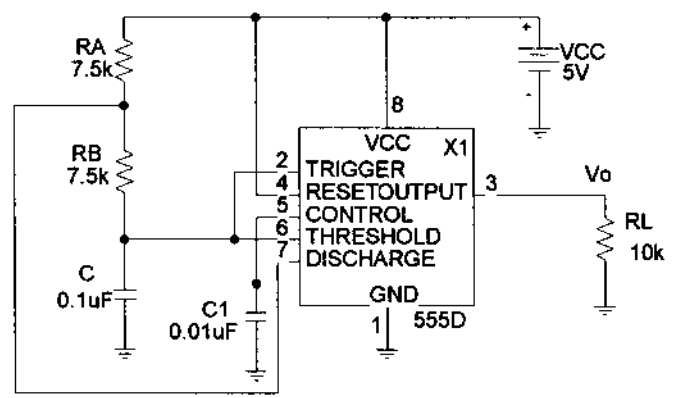 RA
7.5k
VCC
5V
+
-
8
VCC
X1
RB
7.5k
2
TRIGGER
4
RESETOUTPUT
3
Vo
5
CONTROL
6
THRESHOLD
7
DISCHARGE
RL
10k
C
0.1uF
C1
0.01uF
GND
1
555D